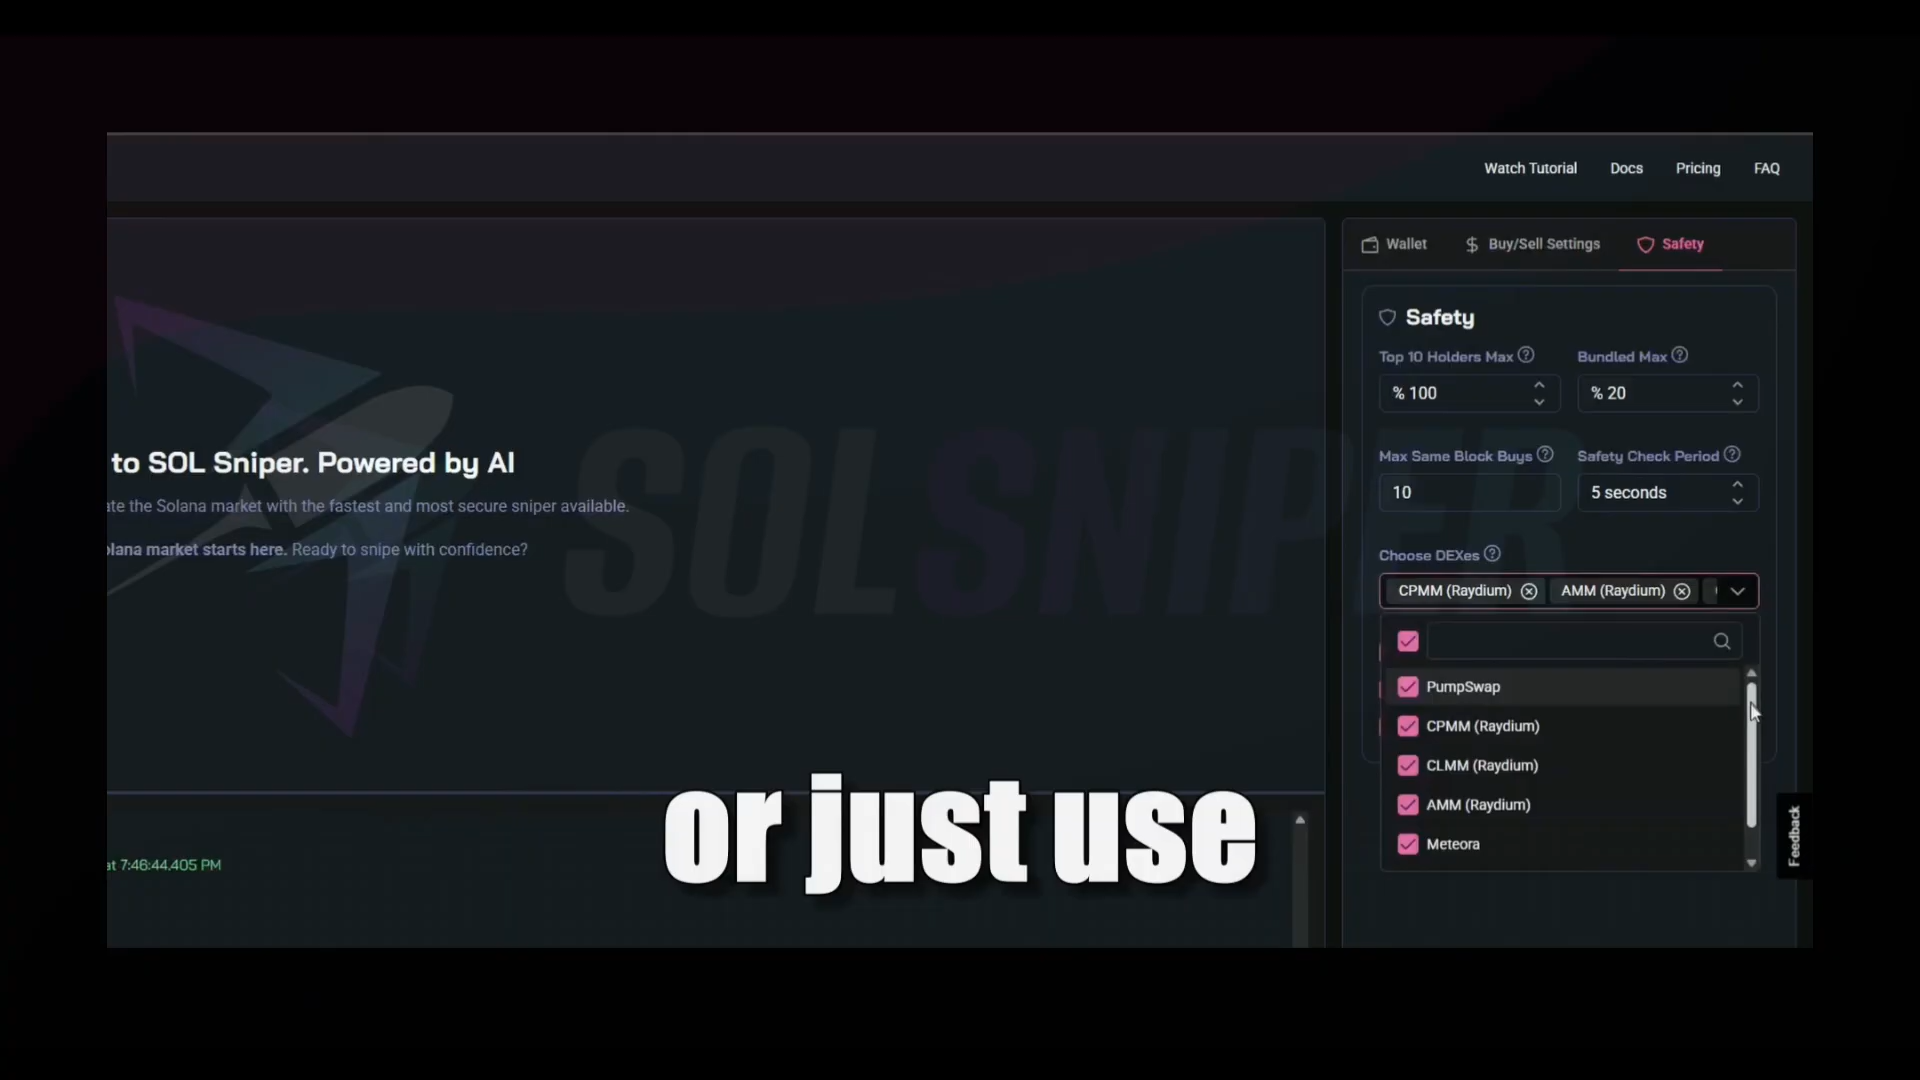 Watch Tutorial Docs Pricing FAQ
Wallet Buy/Sell Settings Safety
Safety
Top 10 Holders Max Bundled Max
% 100 % 20
Max Same Block Buys Safety Check Period
10 5 seconds
Choose DEXes
CPMM (Raydium) AMM (Raydium)
PumpSwap
CPMM (Raydium)
CLMM (Raydium)
AMM (Raydium)
Meteora
Feedback
to SOL Sniper. Powered by AI
ate the Solana market with the fastest and most secure sniper available.
lana market starts here. Ready to snipe with confidence?
SOLSNIPER
at 7:46:44.405 PM
or just use